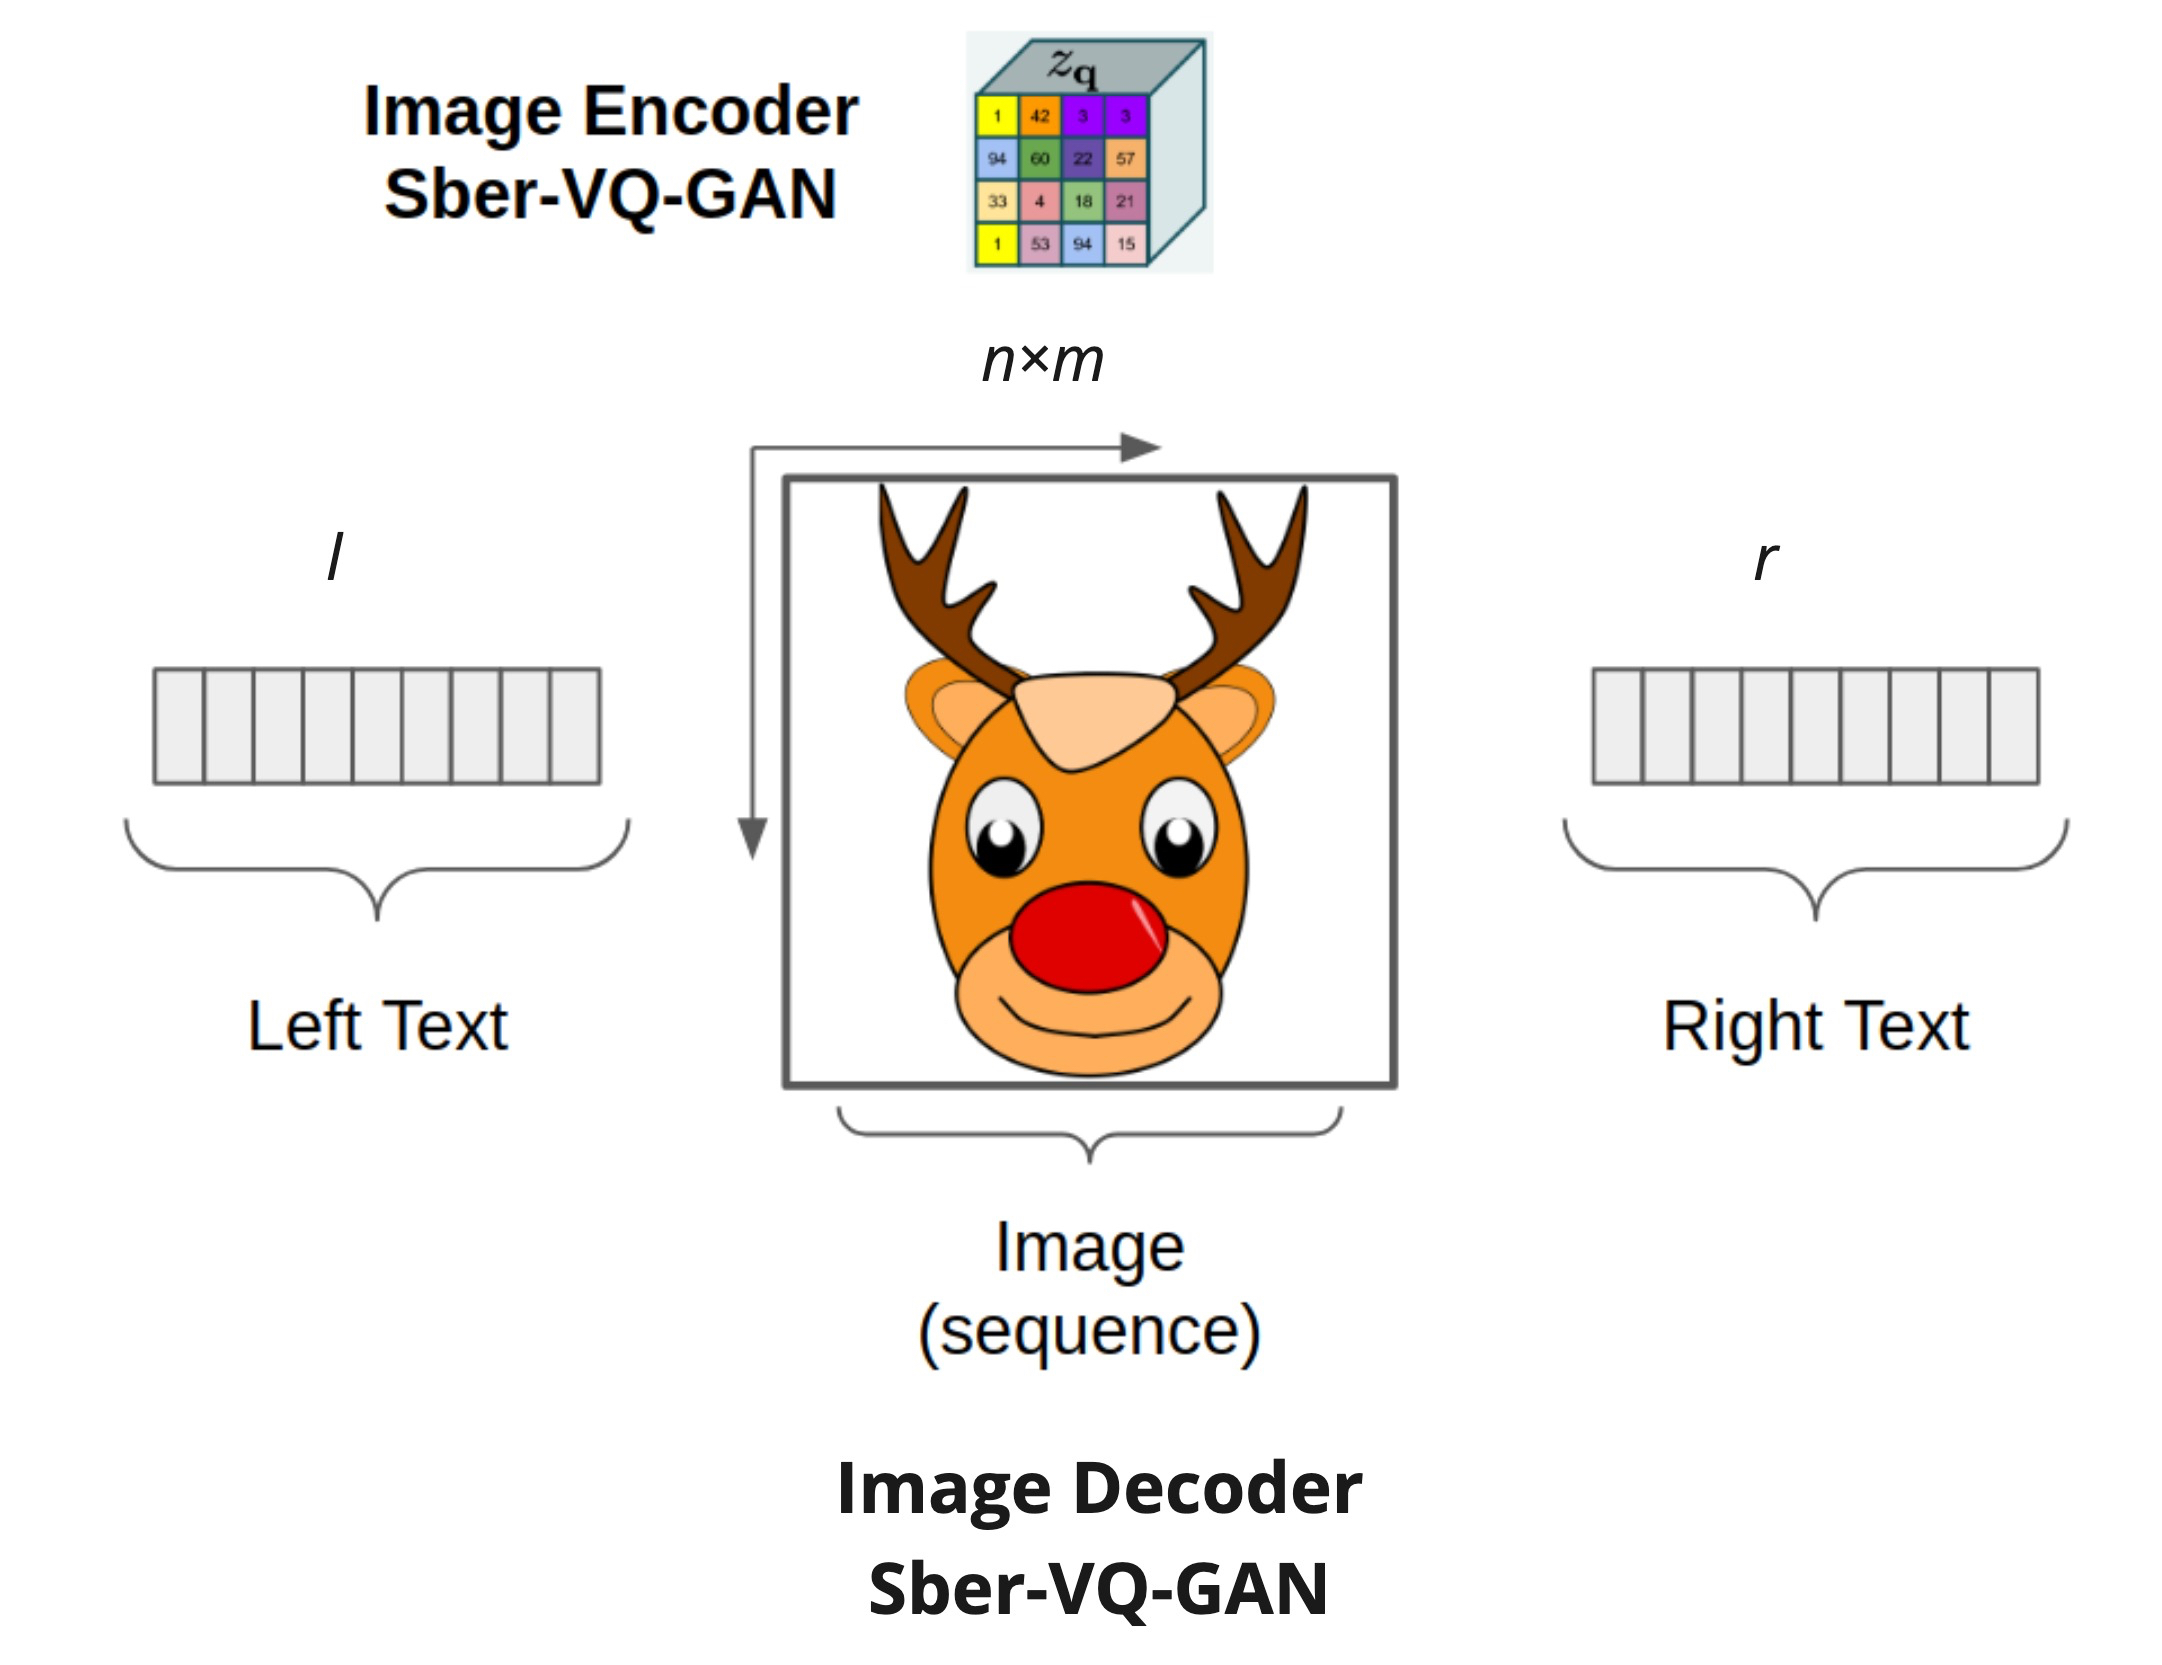 Image Encoder
Sber-VQ-GAN
z_q
1 42 3 3
94 60 22 57
33 4 18 21
1 53 94 15
n×m
l
r
Left Text
Right Text
Image
(sequence)
Image Decoder
Sber-VQ-GAN